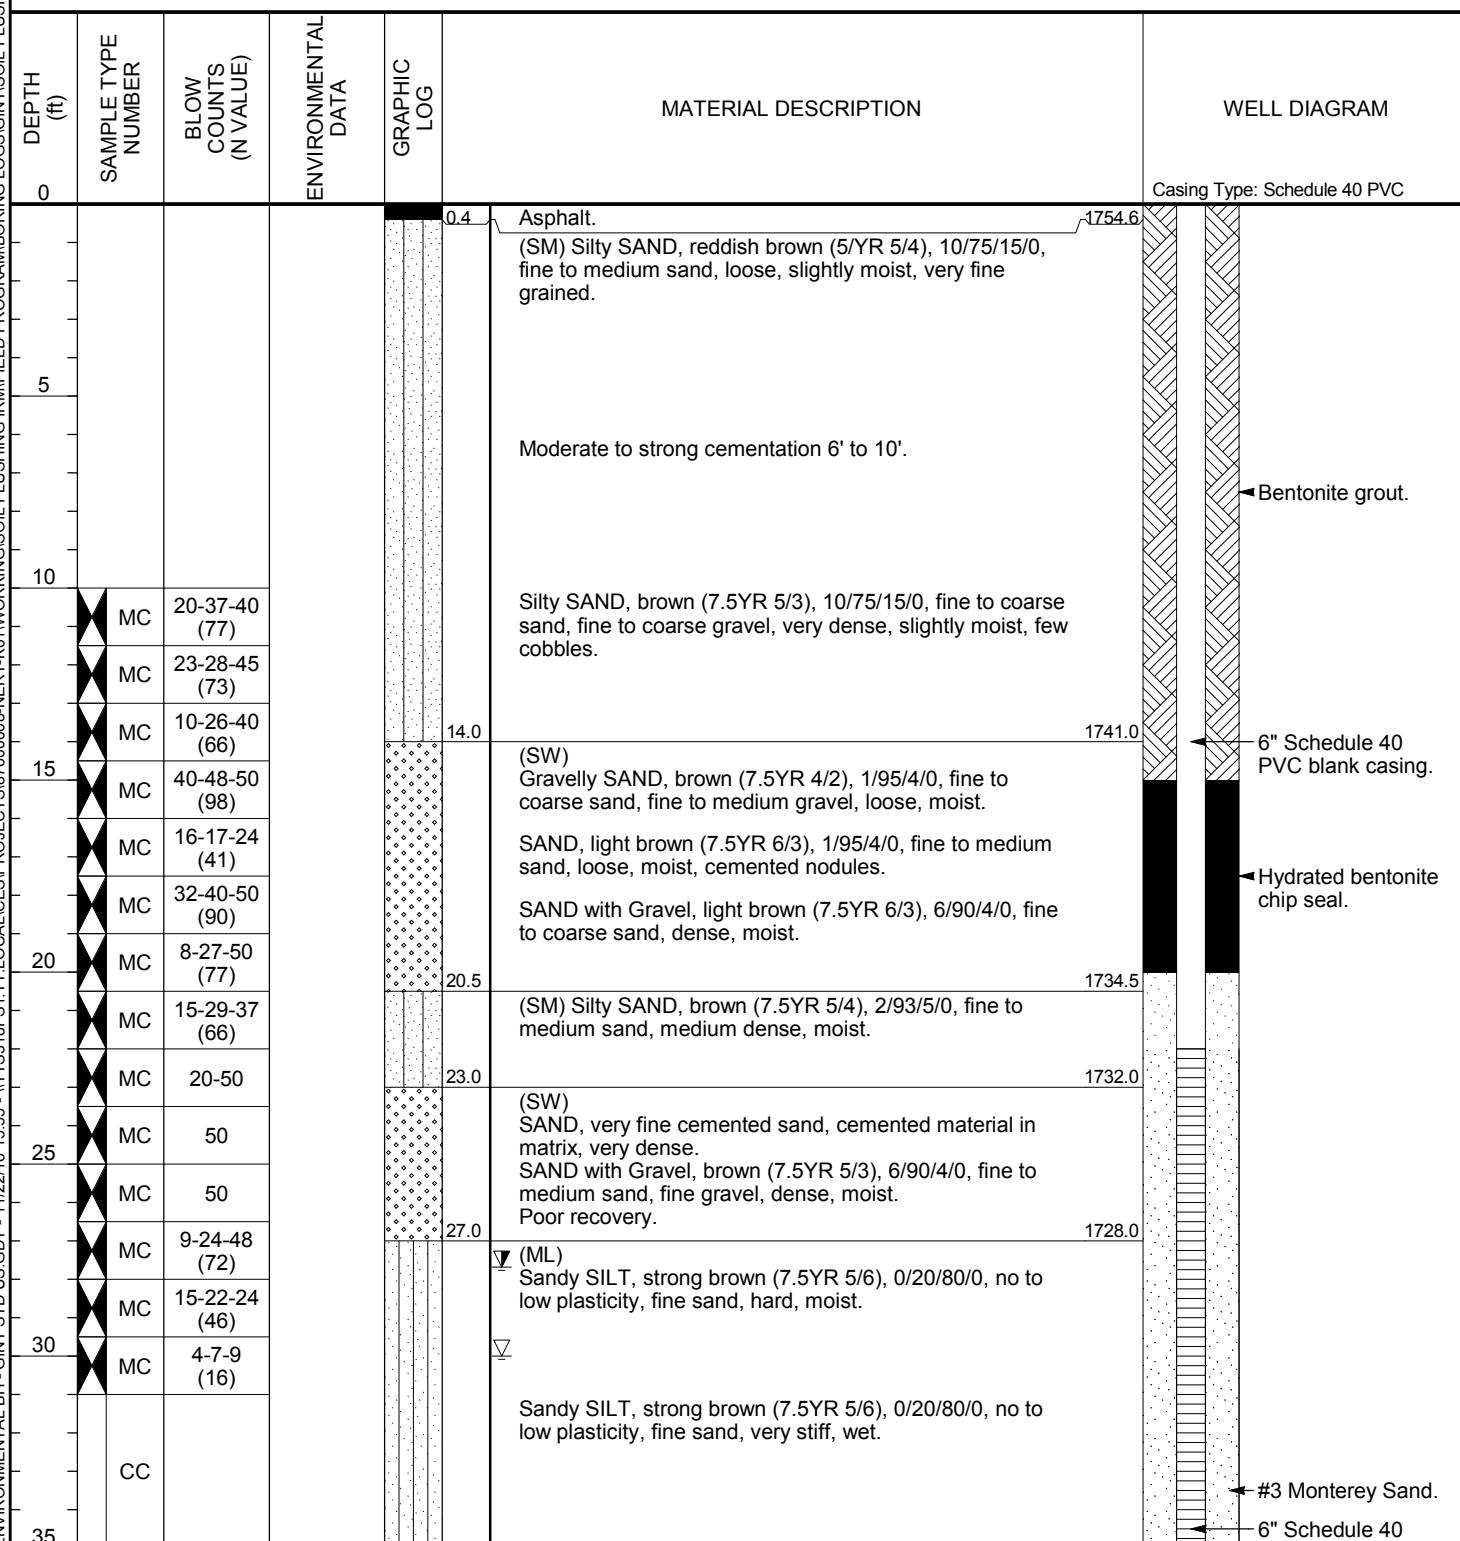 DEPTH
(ft)
SAMPLE TYPE
NUMBER
BLOW
COUNTS
(N VALUE)
ENVIRONMENTAL
DATA
GRAPHIC
LOG
MATERIAL DESCRIPTION
WELL DIAGRAM
0
Casing Type: Schedule 40 PVC
0.4
Asphalt.
1754.6
(SM) Silty SAND, reddish brown (5/YR 5/4), 10/75/15/0,
fine to medium sand, loose, slightly moist, very fine
grained.
5
Moderate to strong cementation 6' to 10'.
Bentonite grout.
10
MC
20-37-40
(77)
Silty SAND, brown (7.5YR 5/3), 10/75/15/0, fine to coarse
sand, fine to coarse gravel, very dense, slightly moist, few
cobbles.
MC
23-28-45
(73)
MC
10-26-40
(66)
14.0
1741.0
6" Schedule 40
PVC blank casing.
15
MC
40-48-50
(98)
(SW)
Gravelly SAND, brown (7.5YR 4/2), 1/95/4/0, fine to
coarse sand, fine to medium gravel, loose, moist.
MC
16-17-24
(41)
SAND, light brown (7.5YR 6/3), 1/95/4/0, fine to medium
sand, loose, moist, cemented nodules.
MC
32-40-50
(90)
Hydrated bentonite
chip seal.
SAND with Gravel, light brown (7.5YR 6/3), 6/90/4/0, fine
to coarse sand, dense, moist.
20
MC
8-27-50
(77)
20.5
1734.5
MC
15-29-37
(66)
(SM) Silty SAND, brown (7.5YR 5/4), 2/93/5/0, fine to
medium sand, medium dense, moist.
MC
20-50
23.0
1732.0
(SW)
SAND, very fine cemented sand, cemented material in
matrix, very dense.
MC
50
25
SAND with Gravel, brown (7.5YR 5/3), 6/90/4/0, fine to
medium sand, fine gravel, dense, moist.
Poor recovery.
MC
50
27.0
1728.0
MC
9-24-48
(72)
(ML)
Sandy SILT, strong brown (7.5YR 5/6), 0/20/80/0, no to
low plasticity, fine sand, hard, moist.
MC
15-22-24
(46)
30
MC
4-7-9
(16)
Sandy SILT, strong brown (7.5YR 5/6), 0/20/80/0, no to
low plasticity, fine sand, very stiff, wet.
CC
#3 Monterey Sand.
35
6" Schedule 40